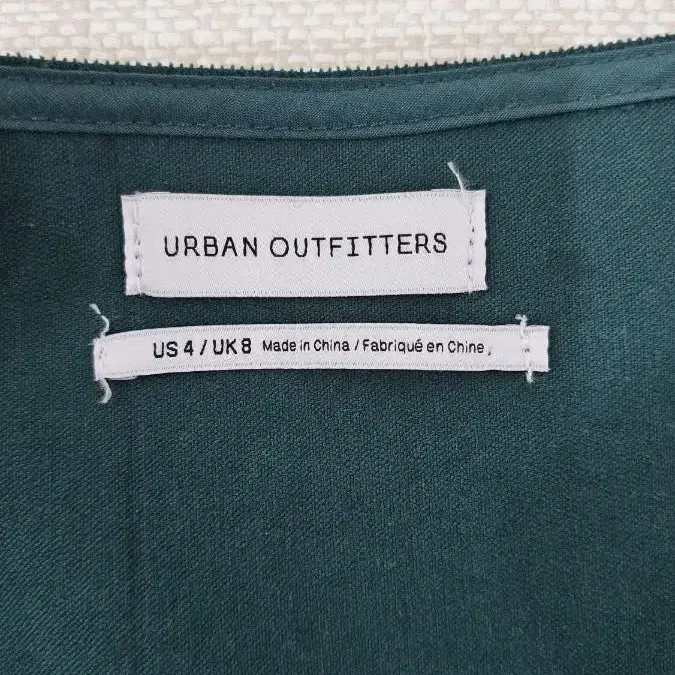 URBAN OUTFITTERS
US 4 / UK 8 Made in China / Fabriqué en Chine